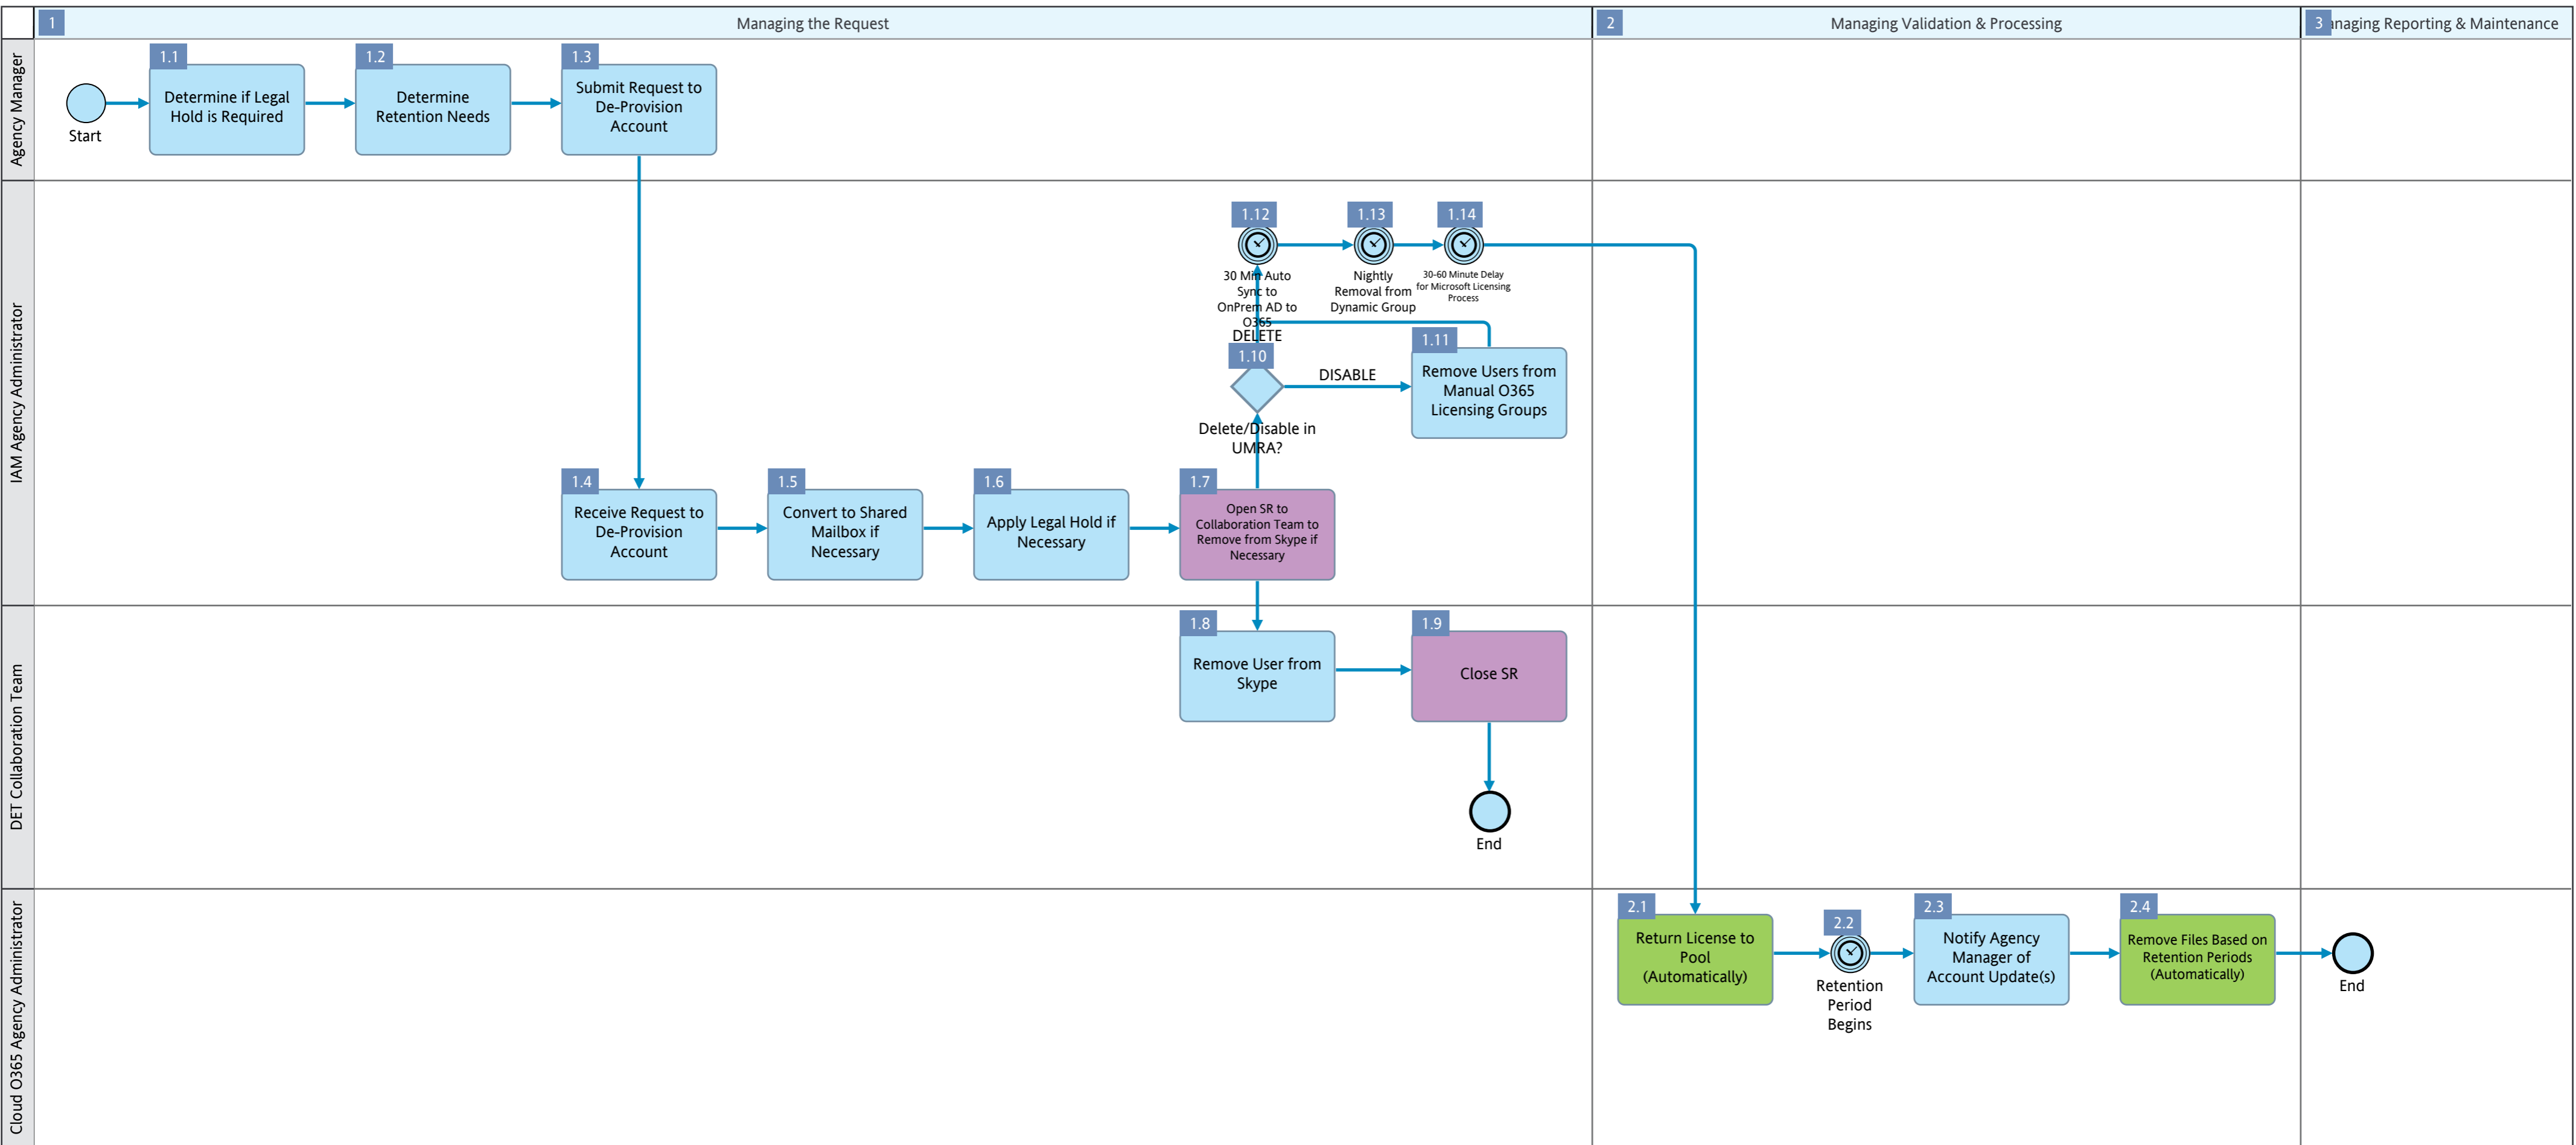 1
Managing the Request
2
Managing Validation & Processing
3
anaging Reporting & Maintenance
Agency Manager
Start
1.1
Determine if Legal
Hold is Required
1.2
Determine
Retention Needs
1.3
Submit Request to
De-Provision
Account
IAM Agency Administrator
1.12
30 Min Auto
Sync to
OnPrem AD to
O365
1.13
Nightly
Removal from
Dynamic Group
1.14
30-60 Minute Delay
for Microsoft Licensing
Process
DELETE
1.10
Delete/Disable in
UMRA?
DISABLE
1.11
Remove Users from
Manual O365
Licensing Groups
1.4
Receive Request to
De-Provision
Account
1.5
Convert to Shared
Mailbox if
Necessary
1.6
Apply Legal Hold if
Necessary
1.7
Open SR to
Collaboration Team to
Remove from Skype if
Necessary
DET Collaboration Team
1.8
Remove User from
Skype
1.9
Close SR
End
Cloud O365 Agency Administrator
2.1
Return License to
Pool
(Automatically)
2.2
Retention
Period
Begins
2.3
Notify Agency
Manager of
Account Update(s)
2.4
Remove Files Based on
Retention Periods
(Automatically)
End